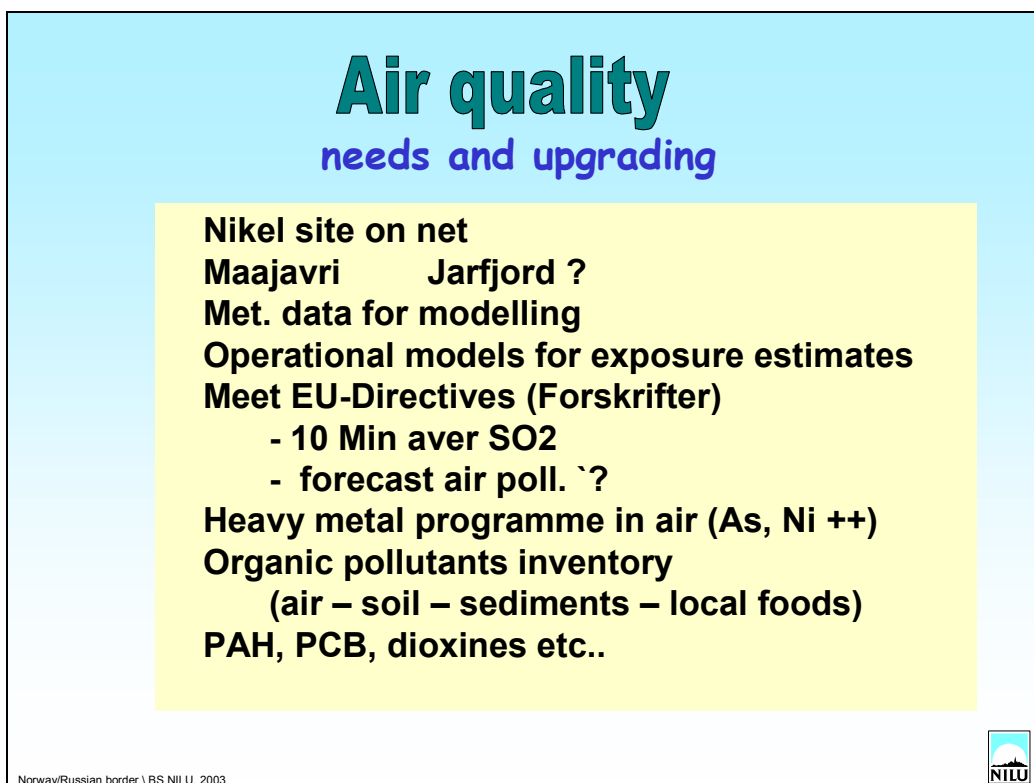 Air quality
needs and upgrading
Nikel site on net
Maajavri Jarfjord ?
Met. data for modelling
Operational models for exposure estimates
Meet EU-Directives (Forskrifter)
- 10 Min aver SO2
- forecast air poll. `?
Heavy metal programme in air (As, Ni ++)
Organic pollutants inventory
(air – soil – sediments – local foods)
PAH, PCB, dioxines etc..
Norway/Russian border \ BS NILU, 2003
NILU